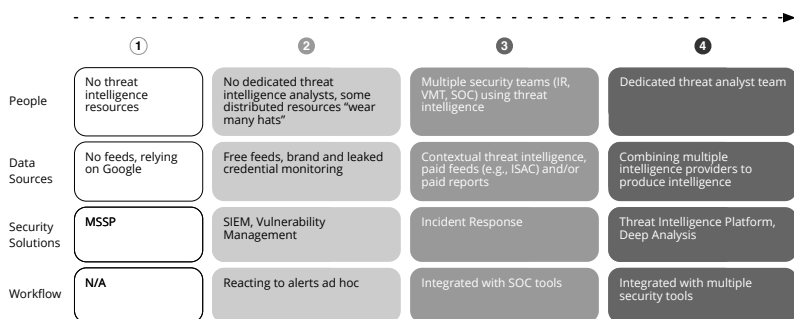 1 2 3 4
People
No threat
intelligence
resources
No dedicated threat
intelligence analysts, some
distributed resources “wear
many hats”
Multiple security teams (IR,
VMT, SOC) using threat
intelligence
Dedicated threat analyst team
Data
Sources
No feeds, relying
on Google
Free feeds, brand and leaked
credential monitoring
Contextual threat intelligence,
paid feeds (e.g., ISAC) and/or
paid reports
Combining multiple
intelligence providers to
produce intelligence
Security
Solutions
MSSP
SIEM, Vulnerability
Management
Incident Response
Threat Intelligence Platform,
Deep Analysis
Workflow
N/A
Reacting to alerts ad hoc
Integrated with SOC tools
Integrated with multiple
security tools